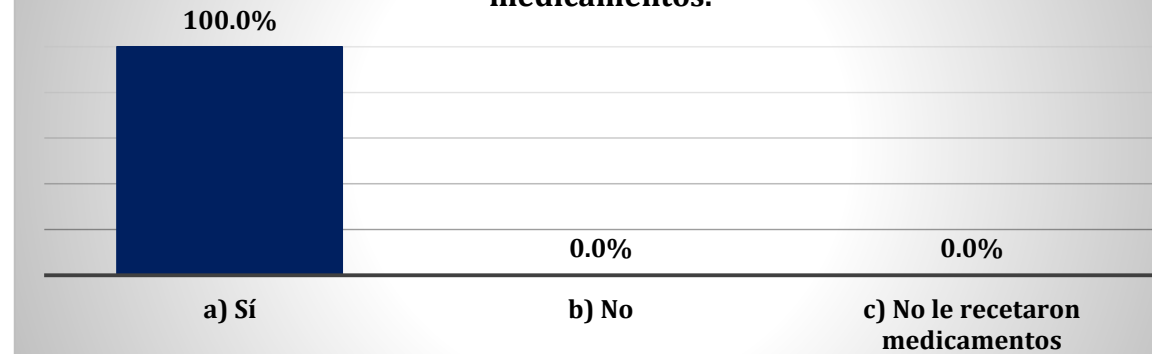 medicamentos.
100.0%
0.0%
0.0%
a) Sí
b) No
c) No le recetaron
medicamentos